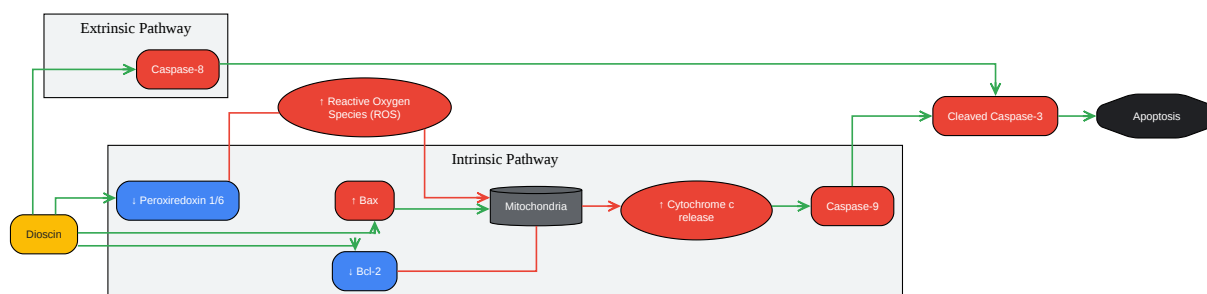 Extrinsic Pathway
Caspase-8
↑ Reactive Oxygen
Species (ROS)
Cleaved Caspase-3
Apoptosis
Intrinsic Pathway
↓ Peroxiredoxin 1/6
↑ Bax
Mitochondria
↑ Cytochrome c
release
Caspase-9
Dioscin
↓ Bcl-2